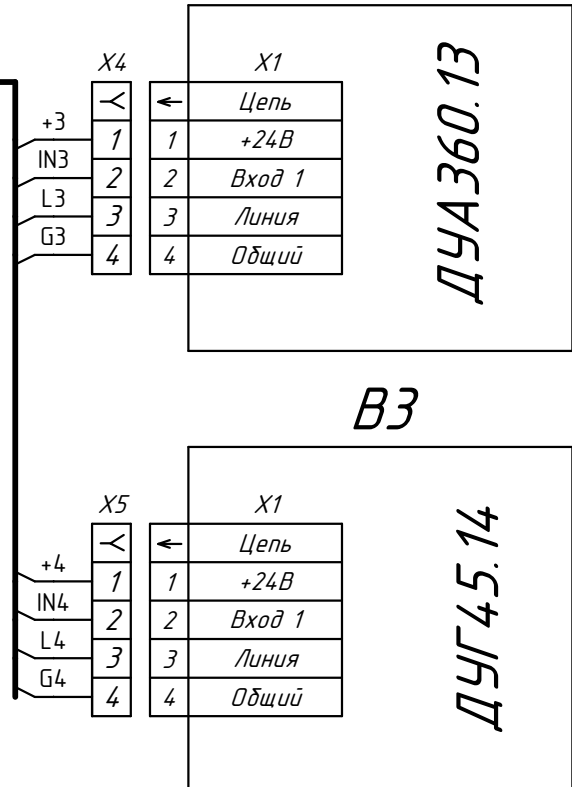 X4 X1
Цепь
+3 1 1 +24В
IN3 2 2 Вход 1
L3 3 3 Линия
G3 4 4 Общий
ДУА360.13
В3
X5 X1
Цепь
+4 1 1 +24В
IN4 2 2 Вход 1
L4 3 3 Линия
G4 4 4 Общий
ДУГ45.14